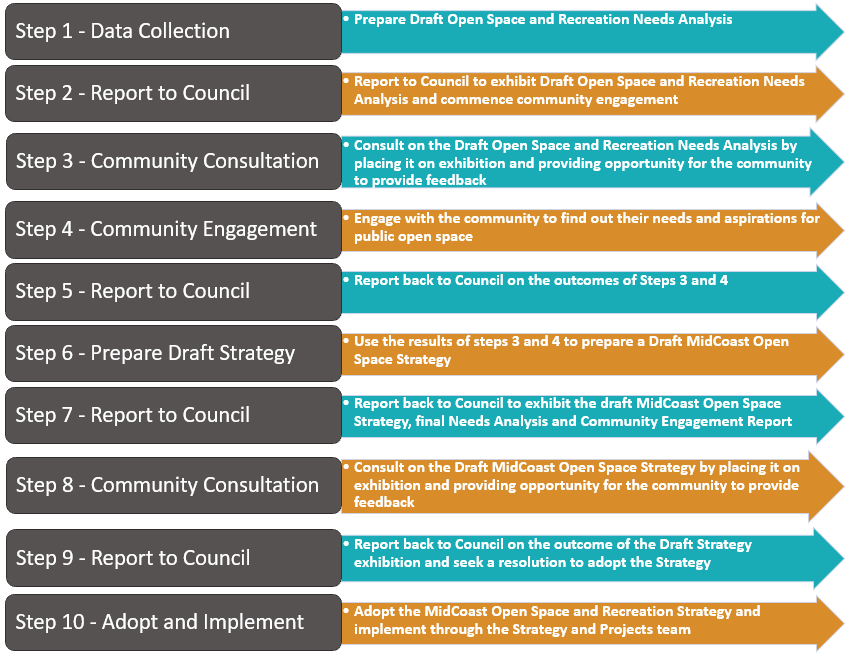 Step 1 - Data Collection
• Prepare Draft Open Space and Recreation Needs Analysis
Step 2 - Report to Council
• Report to Council to exhibit Draft Open Space and Recreation Needs
Analysis and commence community engagement
Step 3 - Community Consultation
• Consult on the Draft Open Space and Recreation Needs Analysis by
placing it on exhibition and providing opportunity for the community
to provide feedback
Step 4 - Community Engagement
• Engage with the community to find out their needs and aspirations for
public open space
Step 5 - Report to Council
• Report back to Council on the outcomes of Steps 3 and 4
Step 6 - Prepare Draft Strategy
• Use the results of steps 3 and 4 to prepare a Draft MidCoast Open
Space Strategy
Step 7 - Report to Council
• Report back to Council to exhibit the draft MidCoast Open Space
Strategy, final Needs Analysis and Community Engagement Report
Step 8 - Community Consultation
• Consult on the Draft MidCoast Open Space Strategy by placing it on
exhibition and providing opportunity for the community to provide
feedback
Step 9 - Report to Council
• Report back to Council on the outcome of the Draft Strategy
exhibition and seek a resolution to adopt the Strategy
Step 10 - Adopt and Implement
• Adopt the MidCoast Open Space and Recreation Strategy and
implement through the Strategy and Projects team